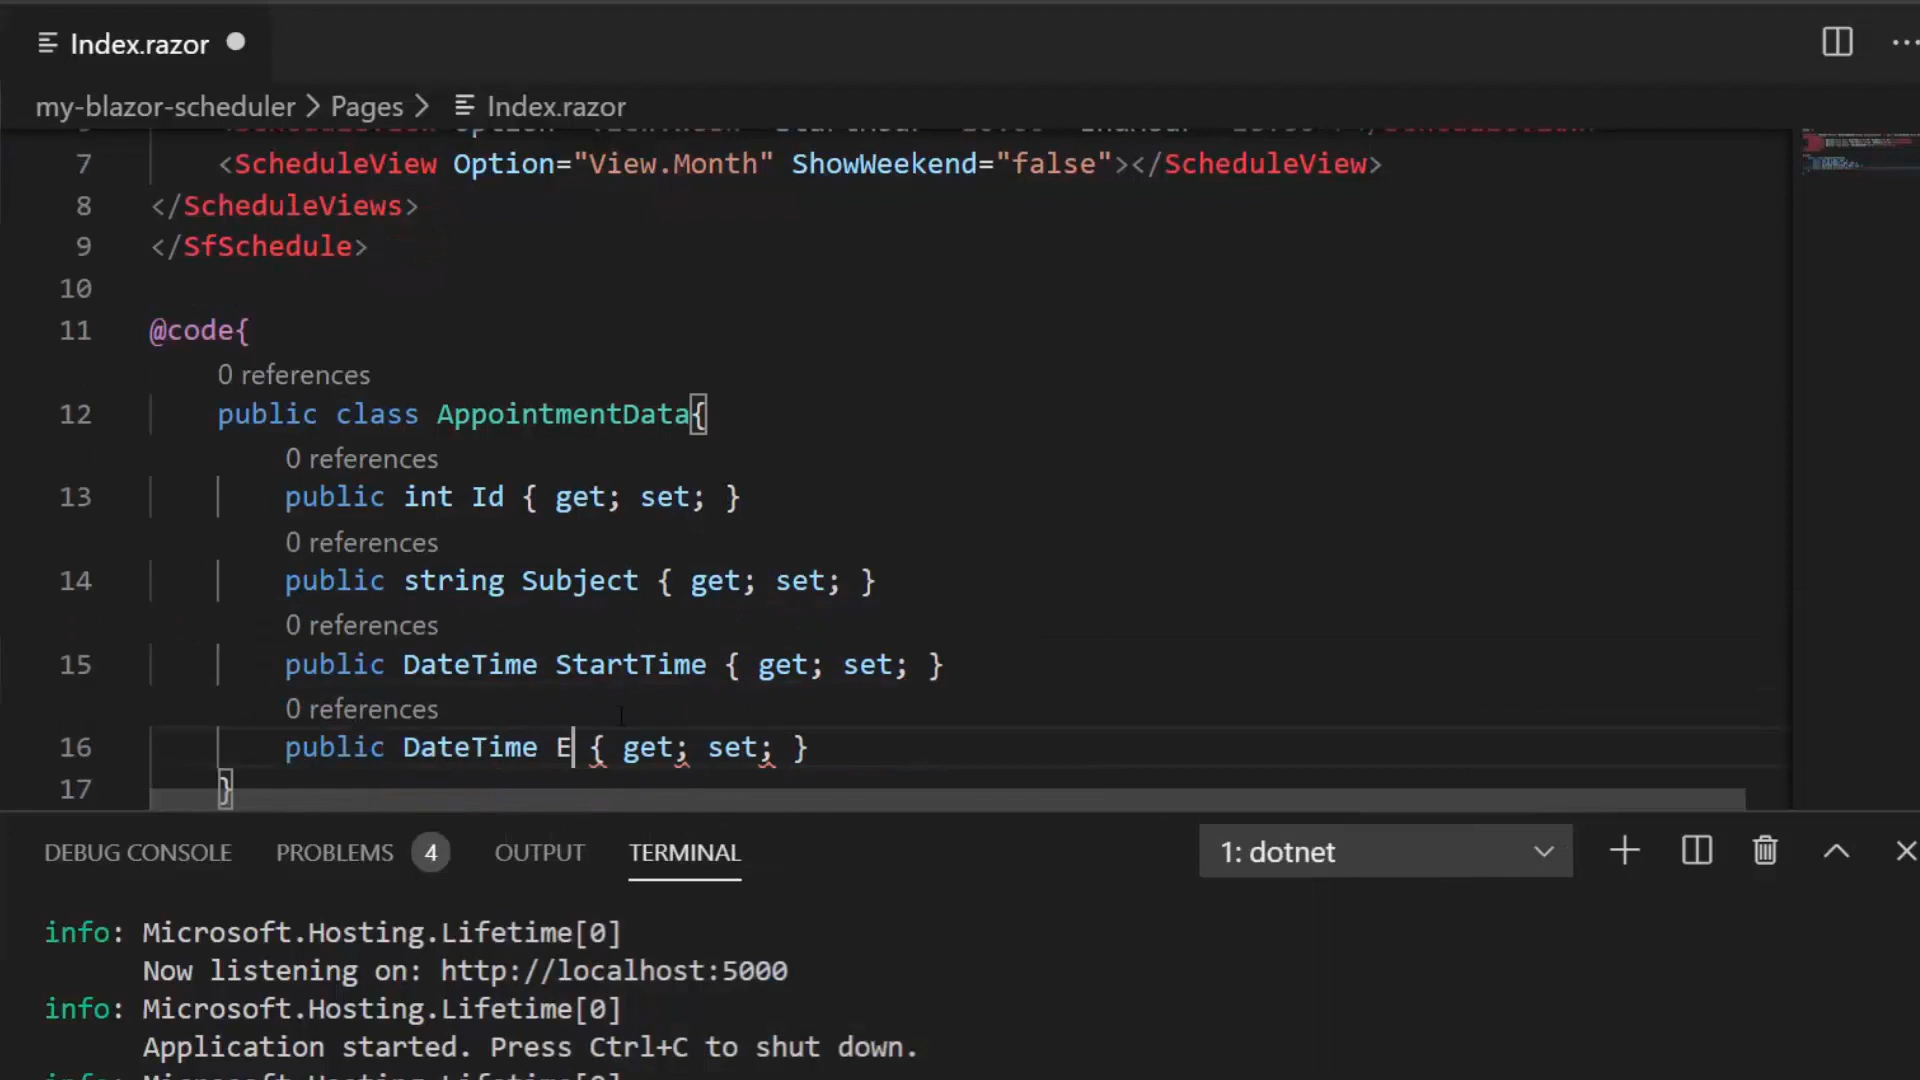 Index.razor
my-blazor-scheduler > Pages > Index.razor
7 <ScheduleView Option="View.Month" ShowWeekend="false"></ScheduleView>
8 </ScheduleViews>
9 </SfSchedule>
10
11 @code{
0 references
12 public class AppointmentData{
0 references
13 public int Id { get; set; }
0 references
14 public string Subject { get; set; }
0 references
15 public DateTime StartTime { get; set; }
0 references
16 public DateTime E { get; set; }
17 }
DEBUG CONSOLE PROBLEMS 4 OUTPUT TERMINAL 1: dotnet
info: Microsoft.Hosting.Lifetime[0]
Now listening on: http://localhost:5000
info: Microsoft.Hosting.Lifetime[0]
Application started. Press Ctrl+C to shut down.